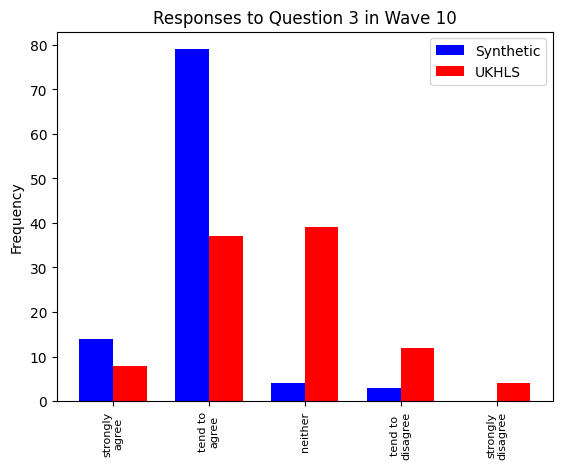 Responses to Question 3 in Wave 10
Synthetic
UKHLS
Frequency
80
70
60
50
40
30
20
10
0
strongly
agree
tend to
agree
neither
tend to
disagree
strongly
disagree